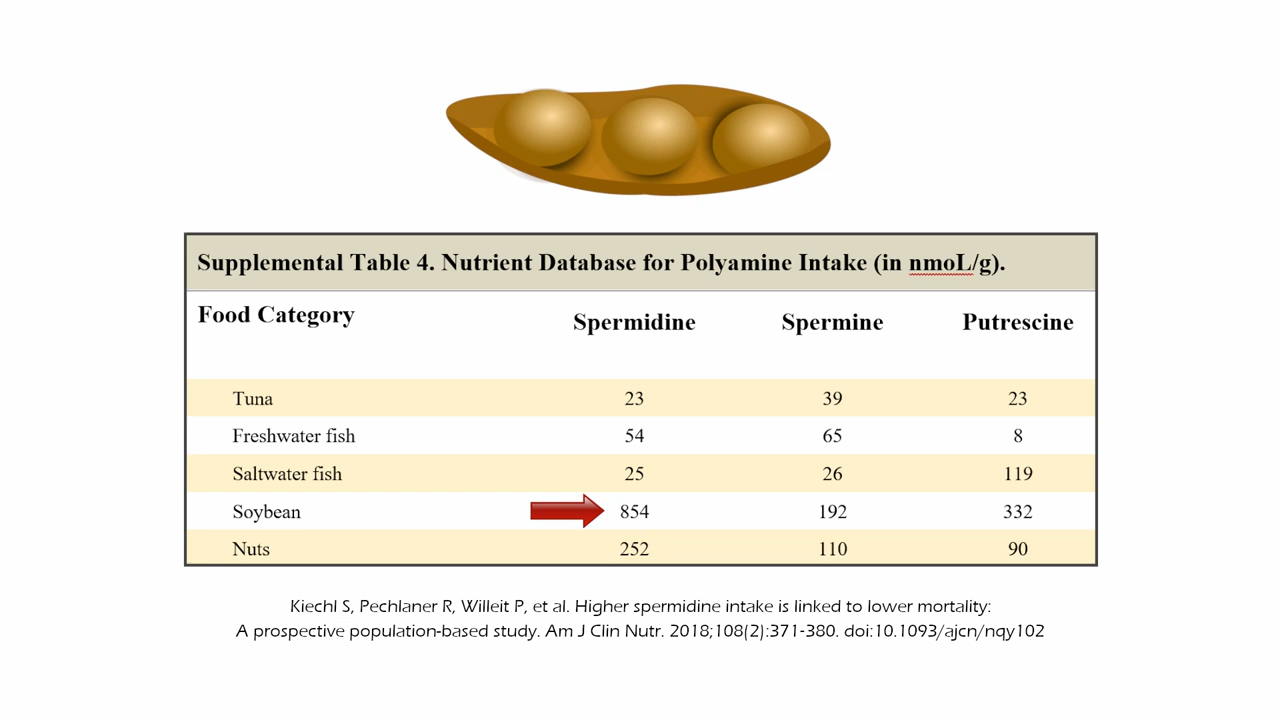 Supplemental Table 4. Nutrient Database for Polyamine Intake (in nmoL/g).
Food Category Spermidine Spermine Putrescine
Tuna 23 39 23
Freshwater fish 54 65 8
Saltwater fish 25 26 119
Soybean 854 192 332
Nuts 252 110 90
Kiechl S, Pechlaner R, Willeit P, et al. Higher spermidine intake is linked to lower mortality:
A prospective population-based study. Am J Clin Nutr. 2018;108(2):371-380. doi:10.1093/ajcn/nqy102